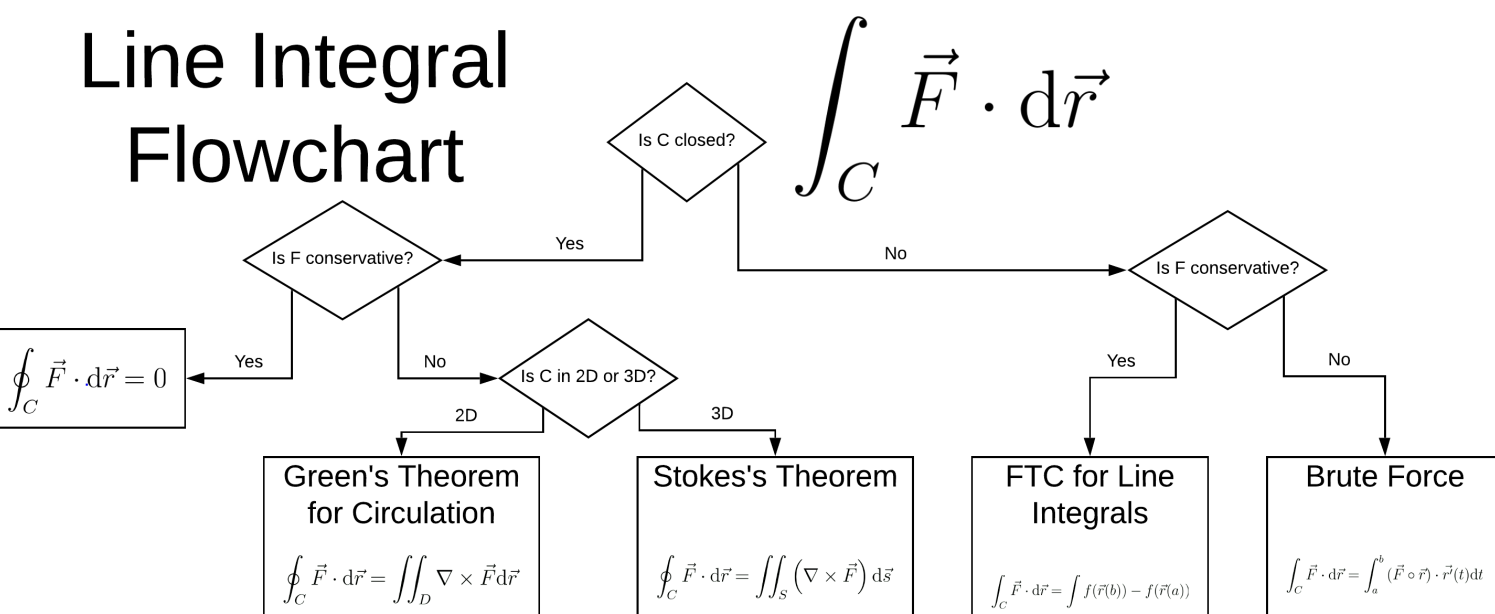 Line Integral
Flowchart
∫_C F⃗ · dr⃗
Is C closed?
Yes
No
Is F conservative?
Is F conservative?
Yes
No
Yes
No
∮_C F⃗ · dr⃗ = 0
Is C in 2D or 3D?
2D
3D
Green's Theorem
for Circulation
∮_C F⃗ · dr⃗ = ∬_D ∇ × F⃗dr⃗
Stokes's Theorem
∮_C F⃗ · dr⃗ = ∬_S (∇ × F⃗) ds⃗
FTC for Line
Integrals
∫_C F⃗ · dr⃗ = ∫ f(r⃗(b)) − f(r⃗(a))
Brute Force
∫_C F⃗ · dr⃗ = ∫_a^b (F⃗ ∘ r⃗) · r⃗′(t)dt